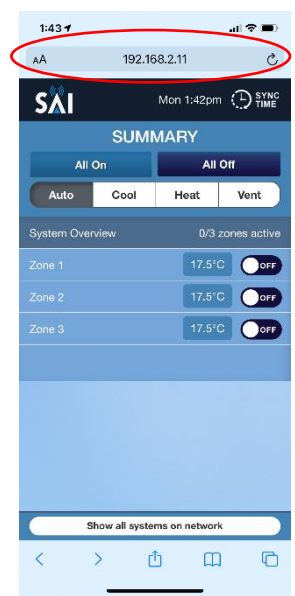 1:43
AA 192.168.2.11
SAI Mon 1:42pm SYNC TIME
SUMMARY
All On All Off
Auto Cool Heat Vent
System Overview 0/3 zones active
Zone 1 17.5°C OFF
Zone 2 17.5°C OFF
Zone 3 17.5°C OFF
Show all systems on network